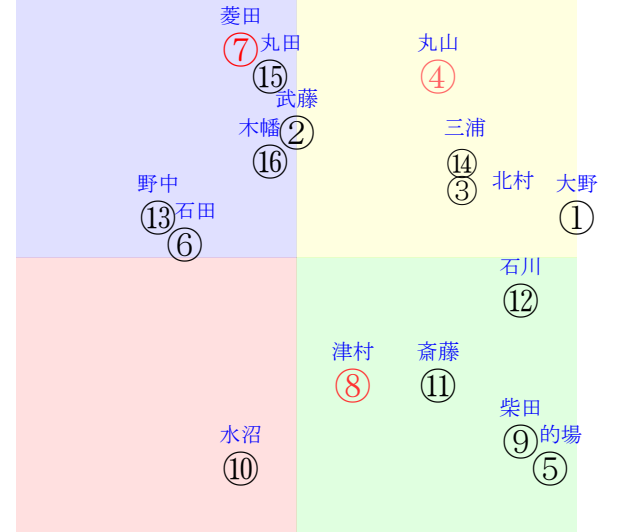 菱田
⑦
丸田
⑮
丸山
④
武藤
②
木幡
⑯
三浦
⑭
③
北村
大野
①
野中
⑬
石田
⑥
石川
⑫
津村
⑧
斎藤
⑪
柴田
⑨
的場
⑤
水沼
⑩